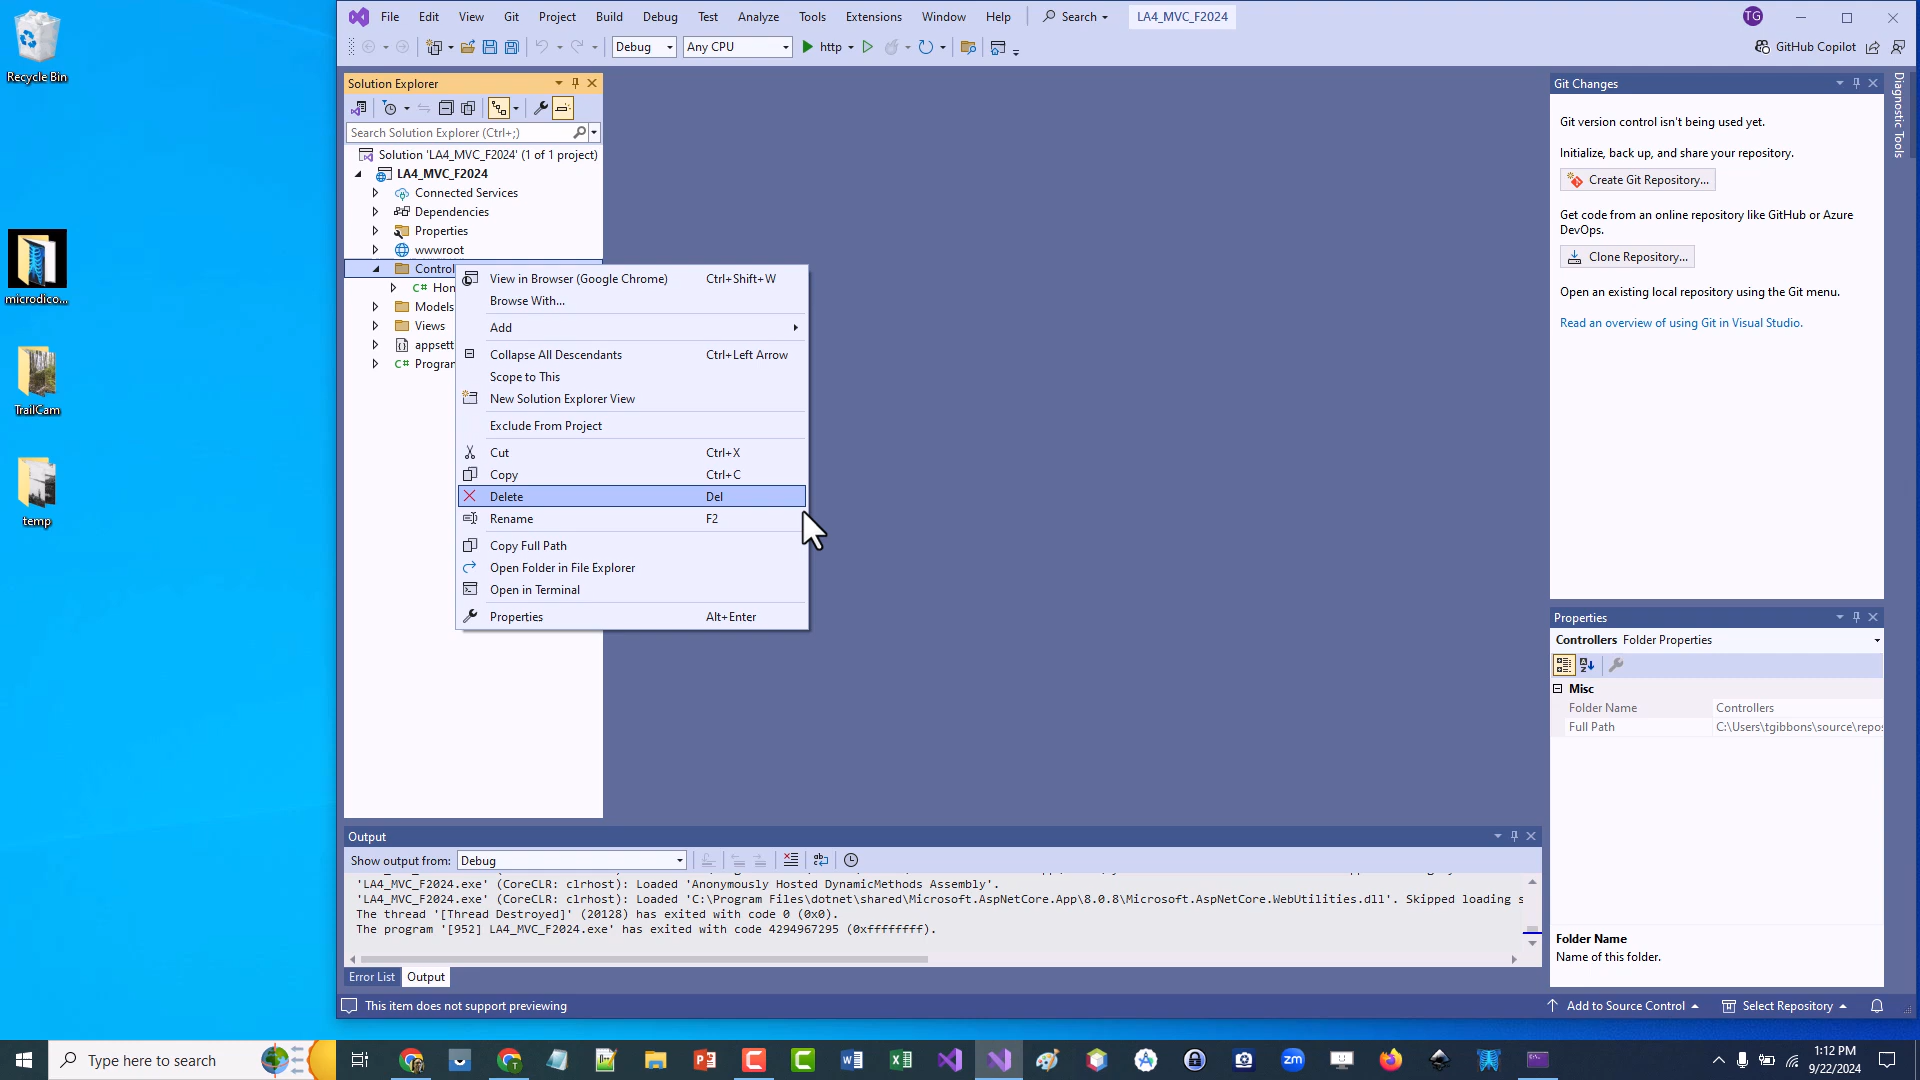 Recycle Bin
microdico...
TrailCam
temp
File Edit View Git Project Build Debug Test Analyze Tools Extensions Window Help Search LA4_MVC_F2024 TG
Debug Any CPU http GitHub Copilot
Solution Explorer
Search Solution Explorer (Ctrl+;)
Solution 'LA4_MVC_F2024' (1 of 1 project)
LA4_MVC_F2024
Connected Services
Dependencies
Properties
wwwroot
Control
C# Hon
Models
Views
appsett
C# Progran
View in Browser (Google Chrome) Ctrl+Shift+W
Browse With...
Add
Collapse All Descendants Ctrl+Left Arrow
Scope to This
New Solution Explorer View
Exclude From Project
Cut Ctrl+X
Copy Ctrl+C
Delete Del
Rename F2
Copy Full Path
Open Folder in File Explorer
Open in Terminal
Properties Alt+Enter
Git Changes
Git version control isn't being used yet.
Initialize, back up, and share your repository.
Create Git Repository...
Get code from an online repository like GitHub or Azure
DevOps.
Clone Repository...
Open an existing local repository using the Git menu.
Read an overview of using Git in Visual Studio.
Diagnostic Tools
Properties
Controllers Folder Properties
Misc
Folder Name Controllers
Full Path C:\Users\tgibbons\source\repos
Folder Name
Name of this folder.
Output
Show output from: Debug
'LA4_MVC_F2024.exe' (CoreCLR: clrhost): Loaded 'Anonymously Hosted DynamicMethods Assembly'.
'LA4_MVC_F2024.exe' (CoreCLR: clrhost): Loaded 'C:\Program Files\dotnet\shared\Microsoft.AspNetCore.App\8.0.8\Microsoft.AspNetCore.WebUtilities.dll'. Skipped loading s
The thread '[Thread Destroyed]' (20128) has exited with code 0 (0x0).
The program '[952] LA4_MVC_F2024.exe' has exited with code 4294967295 (0xffffffff).
Error List Output
This item does not support previewing Add to Source Control Select Repository
Type here to search
1:12 PM
9/22/2024